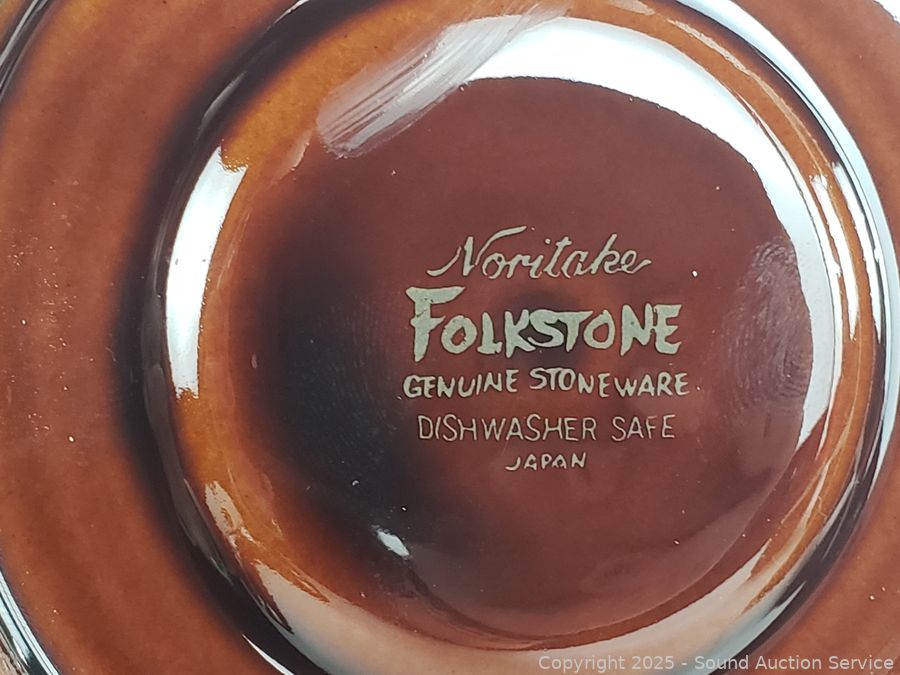 Noritake
FOLKSTONE
GENUINE STONEWARE
DISHWASHER SAFE
JAPAN
Copyright 2025 - Sound Auction Service